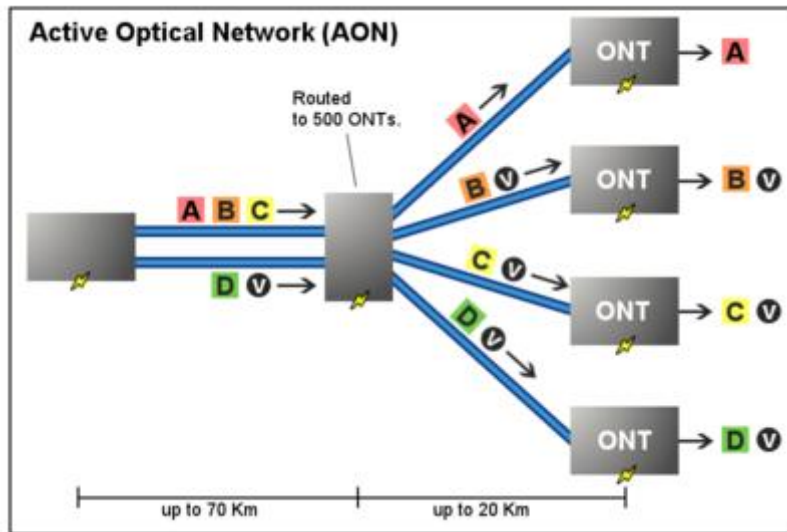 Active Optical Network (AON)
Routed
to 500 ONTs.
A B C
D V
A
B V
C V
D V
ONT
A
ONT
B V
ONT
C V
ONT
D V
up to 70 Km
up to 20 Km